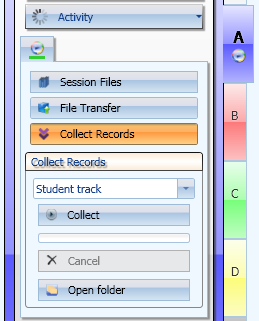 Activity
A
Session Files
File Transfer
B
Collect Records
Collect Records
Student track
C
Collect
Cancel
D
Open folder